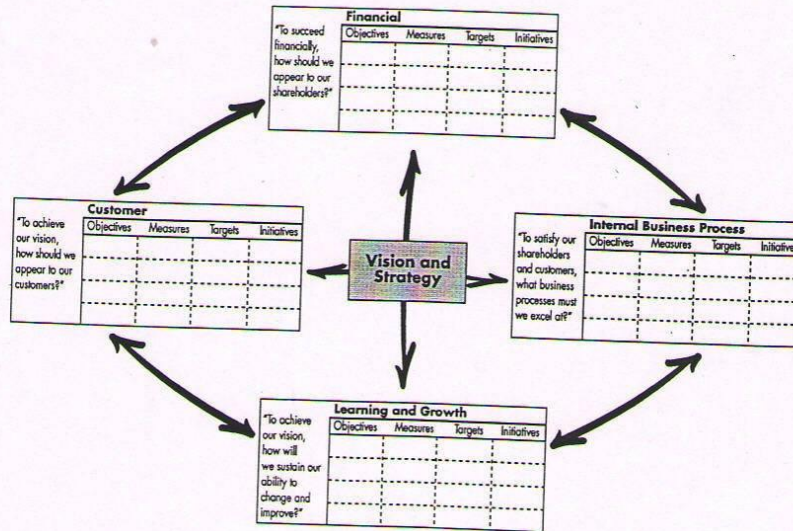 Financial
"To succeed
financially,
how should we
appear to our
shareholders?"
Objectives Measures Targets Initiatives
Customer
"To achieve
our vision,
how should we
appear to our
customers?"
Objectives Measures Targets Initiatives
Vision and
Strategy
Internal Business Process
"To satisfy our
shareholders
and customers,
what business
processes must
we excel at?"
Objectives Measures Targets Initiative
Learning and Growth
"To achieve
our vision,
how will
we sustain our
ability to
change and
improve?"
Objectives Measures Targets Initiatives